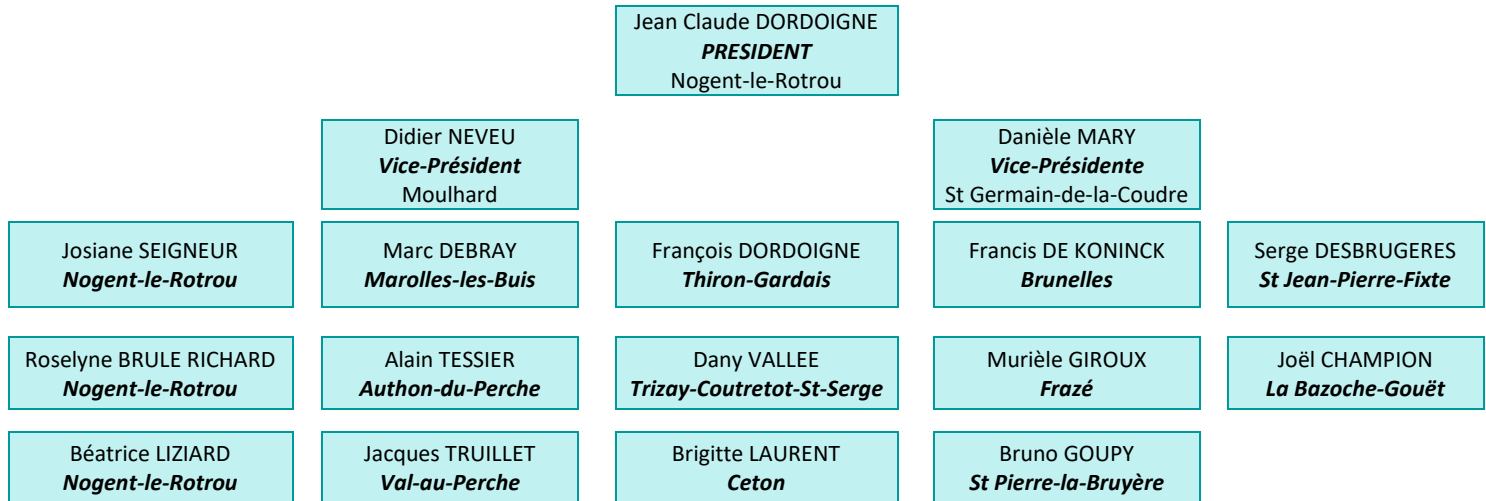 Jean Claude DORDOIGNE
PRESIDENT
Nogent-le-Rotrou
Didier NEVEU
Vice-Président
Moulhard
Danièle MARY
Vice-Présidente
St Germain-de-la-Coudre
Josiane SEIGNEUR
Nogent-le-Rotrou
Marc DEBRAY
Marolles-les-Buis
François DORDOIGNE
Thiron-Gardais
Francis DE KONINCK
Brunelles
Serge DESBRUGERES
St Jean-Pierre-Fixte
Roselyne BRULE RICHARD
Nogent-le-Rotrou
Alain TESSIER
Authon-du-Perche
Dany VALLEE
Trizay-Coutretot-St-Serge
Murièle GIROUX
Frazé
Joël CHAMPION
La Bazoche-Gouët
Béatrice LIZIARD
Nogent-le-Rotrou
Jacques TRUILLET
Val-au-Perche
Brigitte LAURENT
Ceton
Bruno GOUPY
St Pierre-la-Bruyère